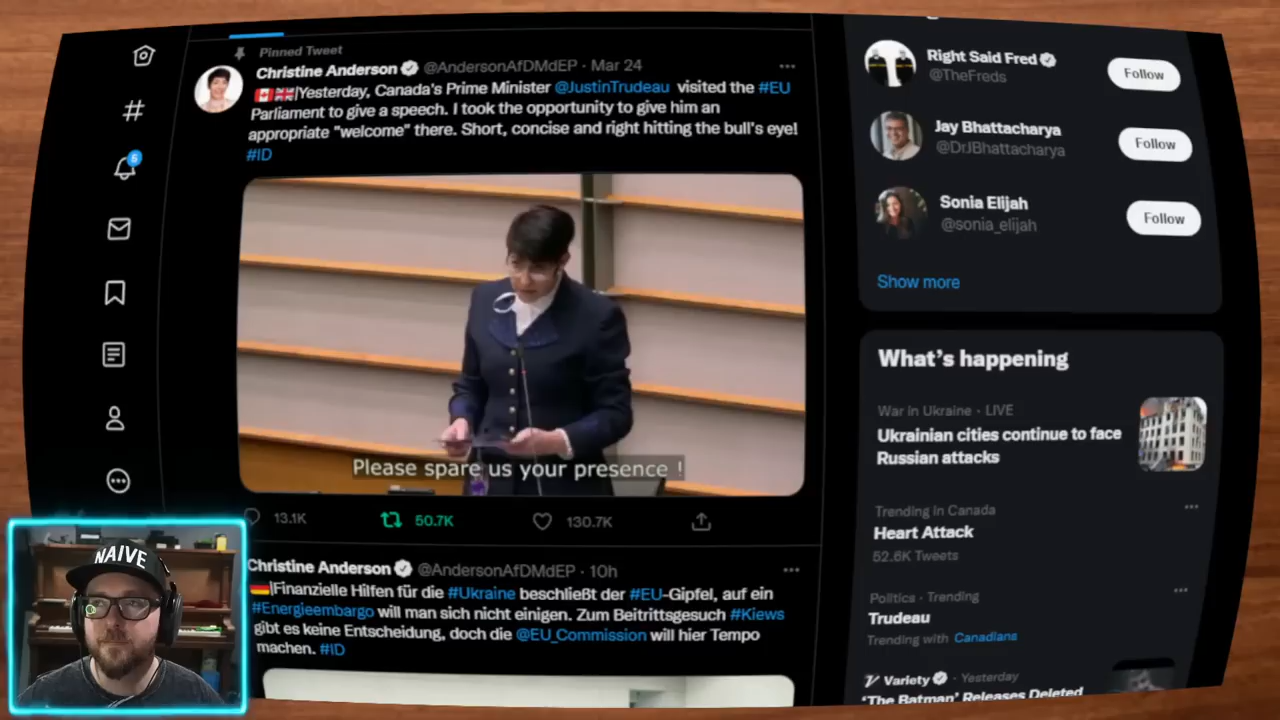 Pinned Tweet
Christine Anderson @AndersonAfDMdEP · Mar 24
Yesterday, Canada's Prime Minister @JustinTrudeau visited the #EU
Parliament to give a speech. I took the opportunity to give him an
appropriate "welcome" there. Short, concise and right hitting the bull's eye!
#ID
Please spare us your presence !
13.1K 50.7K 130.7K
Christine Anderson @AndersonAfDMdEP · 10h
Finanzielle Hilfen für die #Ukraine beschließt der #EU-Gipfel, auf ein
#Energieembargo will man sich nicht einigen. Zum Beitrittsgesuch #Kiews
gibt es keine Entscheidung, doch die @EU_Commission will hier Tempo
machen. #ID
6
NAIVE
Right Said Fred
@TheFreds
Follow
Jay Bhattacharya
@DrJBhattacharya
Follow
Sonia Elijah
@sonia_elijah
Follow
Show more
What's happening
War in Ukraine · LIVE
Ukrainian cities continue to face
Russian attacks
Trending in Canada
Heart Attack
52.6K Tweets
Politics · Trending
Trudeau
Trending with Canadians
Variety · Yesterday
'The Batman' Releases Deleted